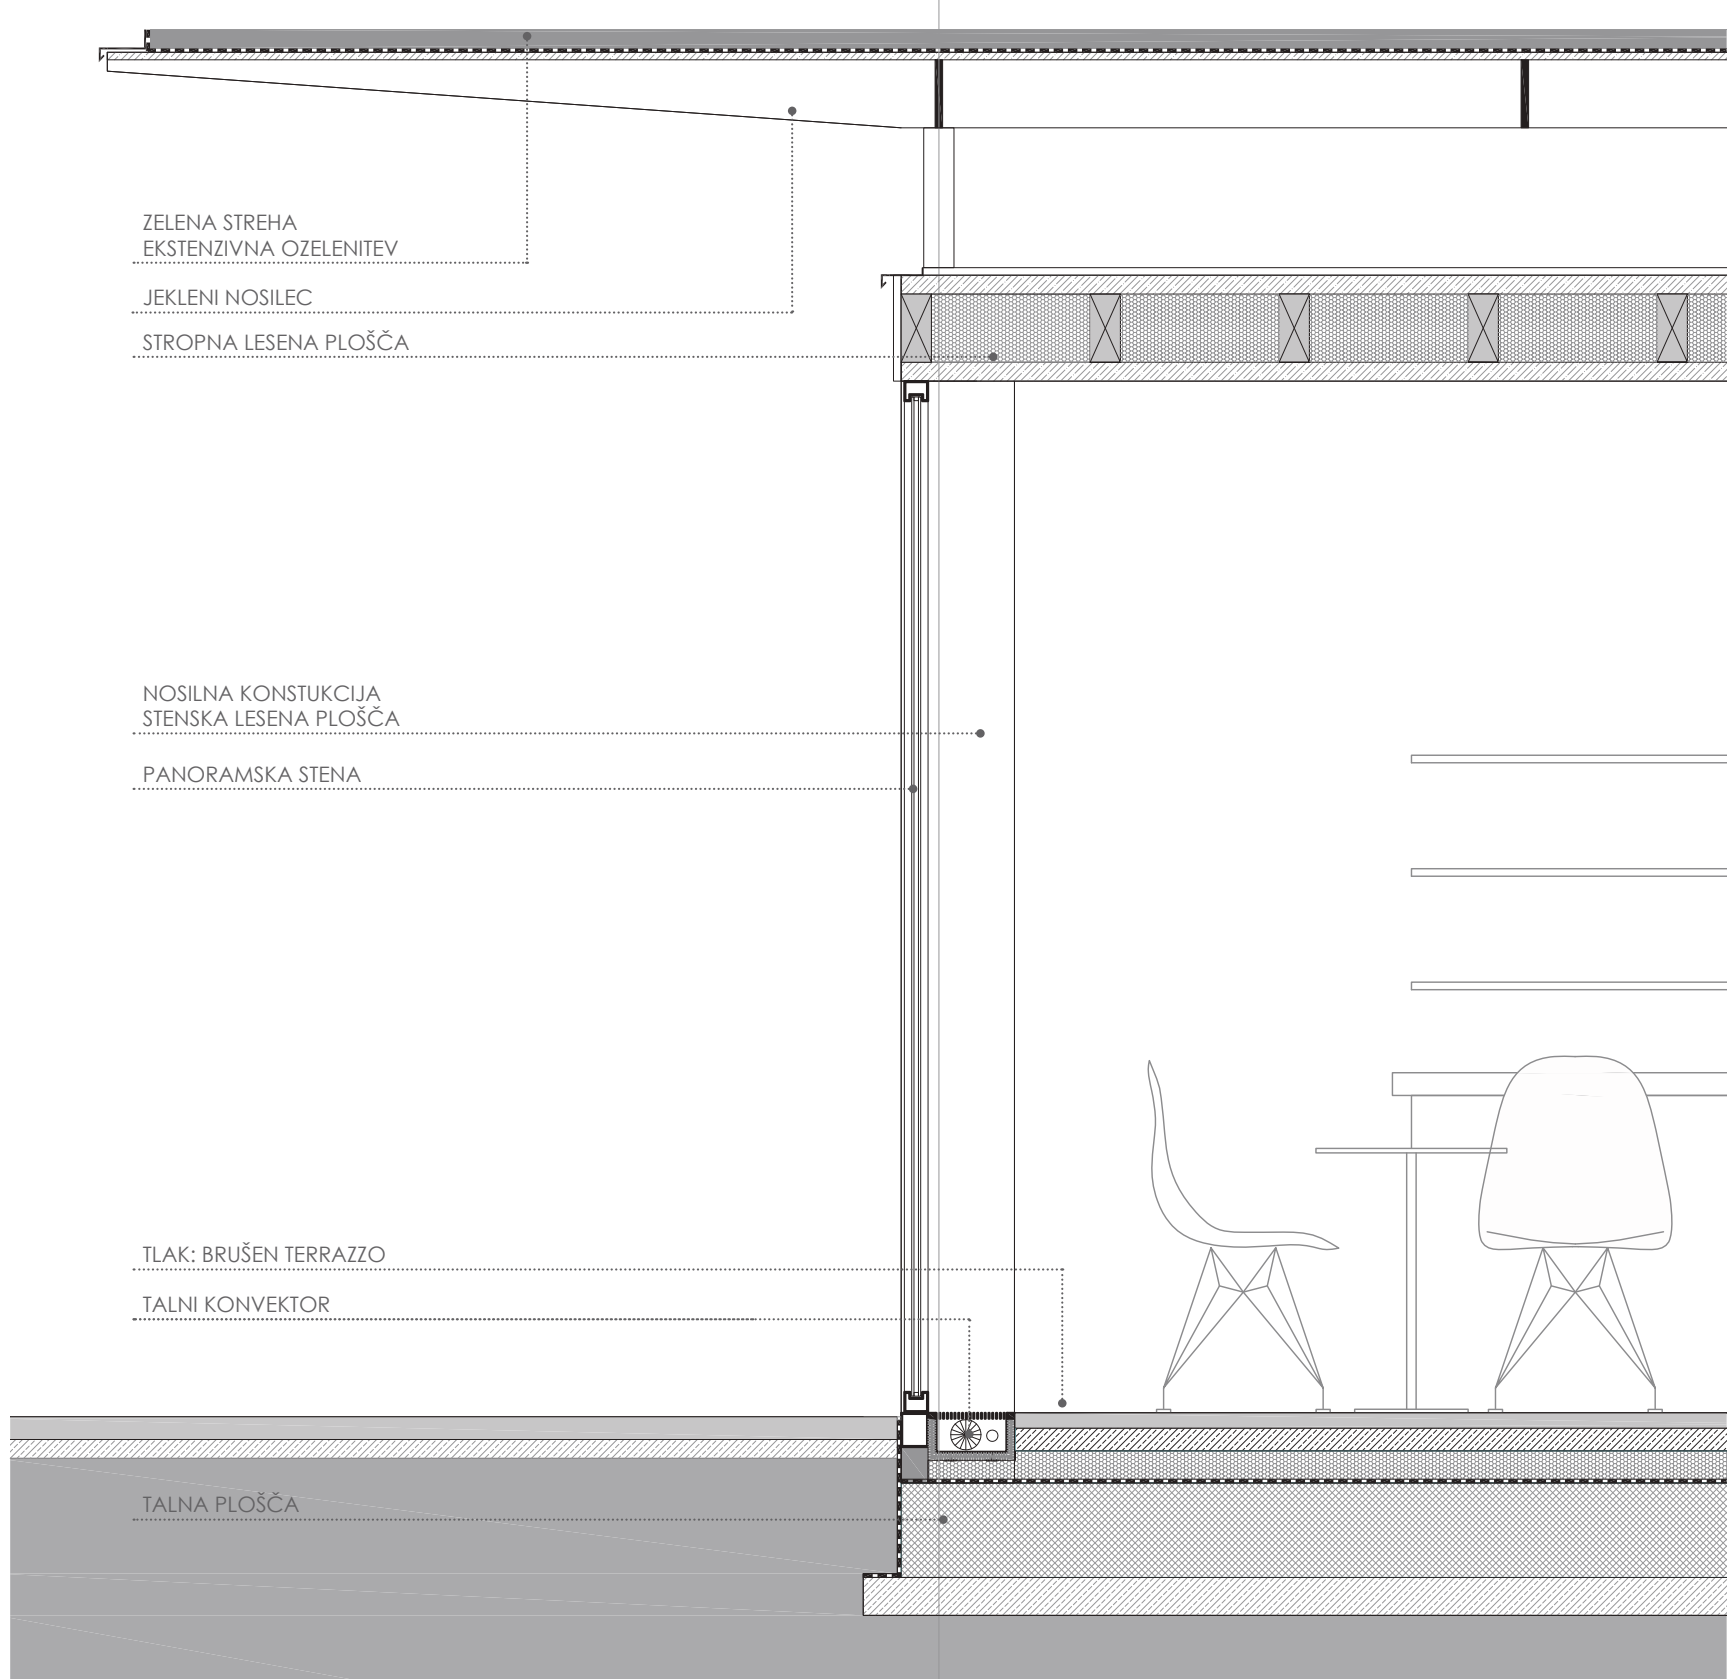 ZELENA STREHA
EKSTENZIVNA OZELENITEV
JEKLENI NOSILEC
STROPNA LESENA PLOŠČA
NOSILNA KONSTUKCIJA
STENSKA LESENA PLOŠČA
PANORAMSKA STENA
TLAK: BRUŠEN TERRAZZO
TALNI KONVEKTOR
TALNA PLOŠČA